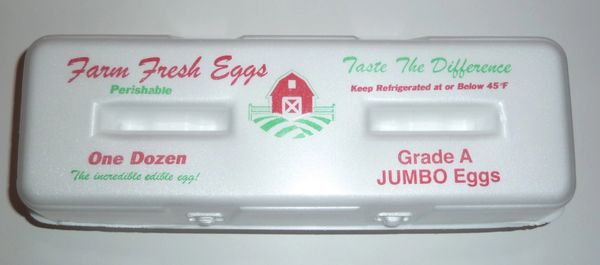 Farm Fresh Eggs
Perishable
One Dozen
The incredible edible egg!
Taste The Difference
Keep Refrigerated at or Below 45°F
Grade A
JUMBO Eggs